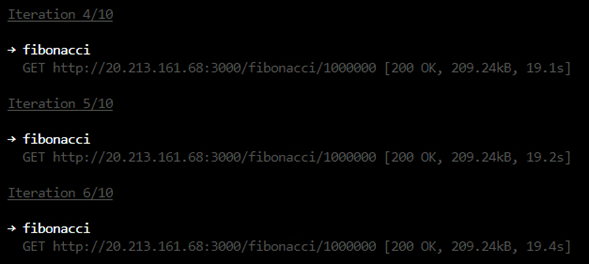 Iteration 4/10
→ fibonacci
GET http://20.213.161.68:3000/fibonacci/1000000 [200 OK, 209.24kB, 19.1s]
Iteration 5/10
→ fibonacci
GET http://20.213.161.68:3000/fibonacci/1000000 [200 OK, 209.24kB, 19.2s]
Iteration 6/10
→ fibonacci
GET http://20.213.161.68:3000/fibonacci/1000000 [200 OK, 209.24kB, 19.4s]